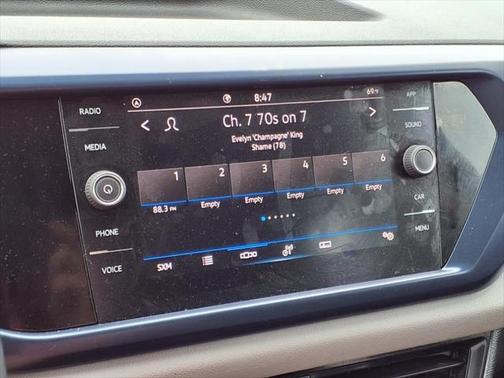 RADIO
MEDIA
PHONE
VOICE
8:47
69°F
Ch. 7 70s on 7
Evelyn 'Champagne' King
Shame (78)
1 2 3 4 5 6
88.3 FM Empty Empty Empty Empty Empty
SXM
APP
SOUND
CAR
MENU